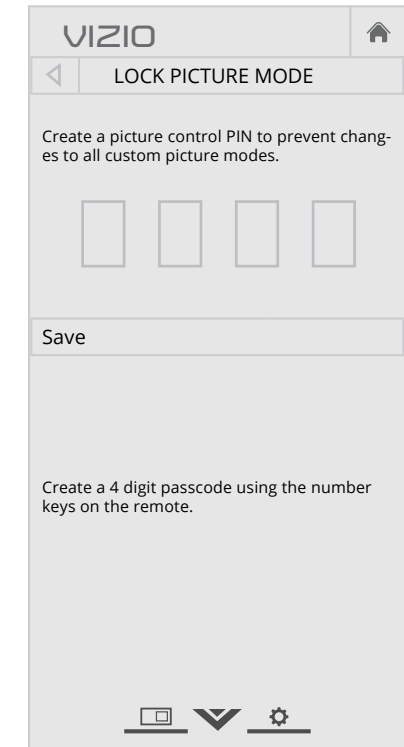 VIZIO
LOCK PICTURE MODE
Create a picture control PIN to prevent chang-
es to all custom picture modes.
Save
Create a 4 digit passcode using the number
keys on the remote.